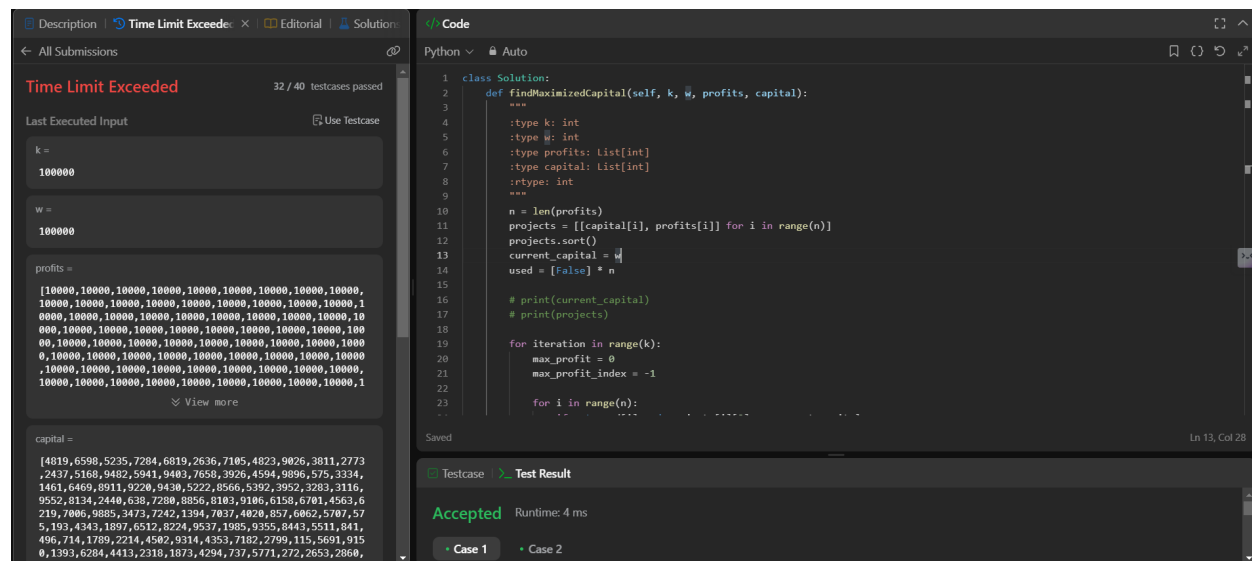 Description | Time Limit Exceeded × | Editorial | Solutions
← All Submissions
Time Limit Exceeded 32 / 40 testcases passed
Last Executed Input Use Testcase
k =
100000
w =
100000
profits =
[10000,10000,10000,10000,10000,10000,10000,10000,10000,
10000,10000,10000,10000,10000,10000,10000,10000,10000,1
0000,10000,10000,10000,10000,10000,10000,10000,10000,10
000,10000,10000,10000,10000,10000,10000,10000,10000,100
00,10000,10000,10000,10000,10000,10000,10000,10000,1000
0,10000,10000,10000,10000,10000,10000,10000,10000,10000
,10000,10000,10000,10000,10000,10000,10000,10000,10000,
10000,10000,10000,10000,10000,10000,10000,10000,10000,1
View more
capital =
[4819,6598,5235,7284,6819,2636,7105,4823,9026,3811,2773
,2437,5168,9482,5941,9403,7658,3926,4594,9896,575,3334,
1461,6469,8911,9220,9430,5222,8566,5392,3952,3283,3116,
9552,8134,2440,638,7280,8856,8103,9106,6158,6701,4563,6
219,7006,9885,3473,7242,1394,7037,4020,857,6062,5707,57
5,193,4343,1897,6512,8224,9537,1985,9355,8443,5511,841,
496,714,1789,2214,4502,9314,4353,7182,2799,115,5691,915
0,1393,6284,4413,2318,1873,4294,737,5771,272,2653,2860,
</> Code
Python Auto
1 class Solution:
2 def findMaximizedCapital(self, k, w, profits, capital):
3 """
4 :type k: int
5 :type w: int
6 :type profits: List[int]
7 :type capital: List[int]
8 :rtype: int
9 """
10 n = len(profits)
11 projects = [[capital[i], profits[i]] for i in range(n)]
12 projects.sort()
13 current_capital = w
14 used = [False] * n
15
16 # print(current_capital)
17 # print(projects)
18
19 for iteration in range(k):
20 max_profit = 0
21 max_profit_index = -1
22
23 for i in range(n):
Saved Ln 13, Col 28
Testcase | >_ Test Result
Accepted Runtime: 4 ms
• Case 1 • Case 2